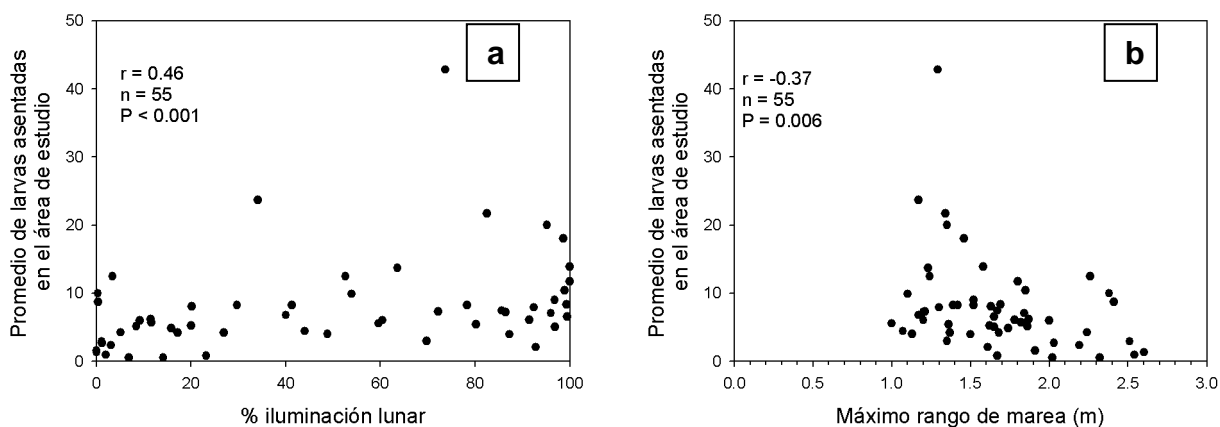 a
r = 0.46
n = 55
P < 0.001
50
40
30
20
10
0
Promedio de larvas asentadas
en el área de estudio
0
20
40
60
80
100
% iluminación lunar
b
r = -0.37
n = 55
P = 0.006
50
40
30
20
10
0
Promedio de larvas asentadas
en el área de estudio
0.0
0.5
1.0
1.5
2.0
2.5
3.0
Máximo rango de marea (m)